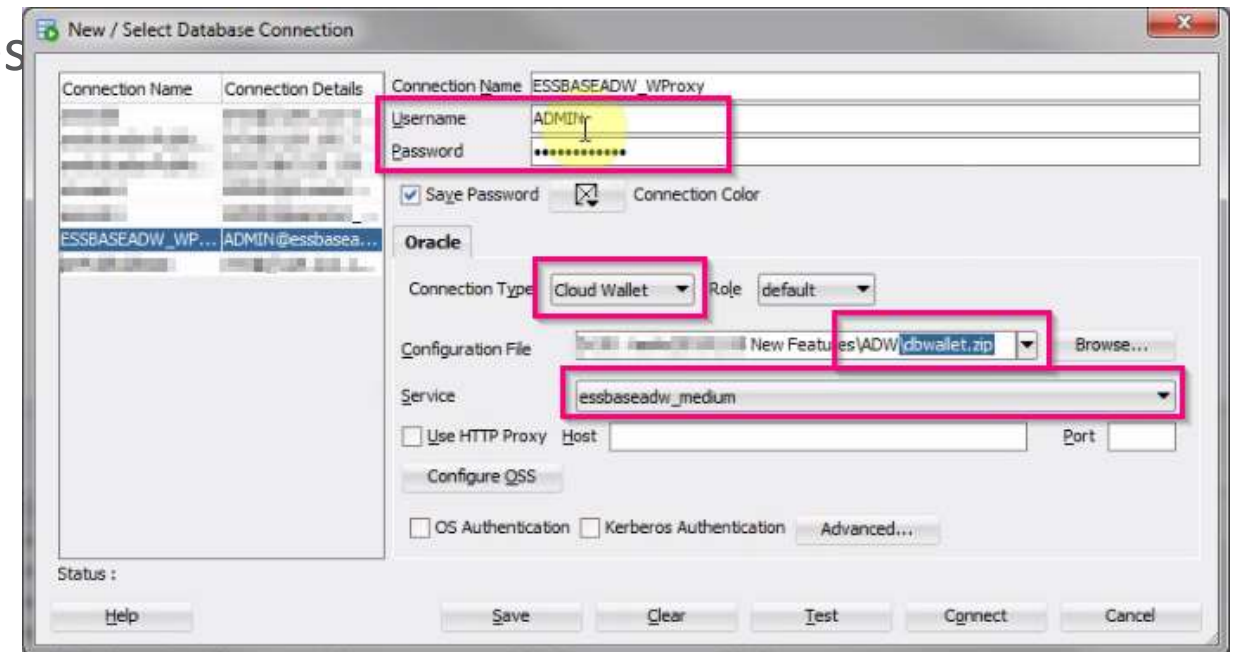 New / Select Database Connection
S
Connection Name Connection Details
ESSBASEADW_WP... ADMIN@essbasea...
Connection Name ESSBASEADW_WProxy
Username ADMIN
Password ••••••••••••
Save Password Connection Color
Oracle
Connection Type Cloud Wallet Role default
Configuration File New Features\ADW\dbwallet.zip Browse...
Service essbaseadw_medium
Use HTTP Proxy Host Port
Configure OSS
OS Authentication Kerberos Authentication Advanced...
Status :
Help Save Clear Test Connect Cancel